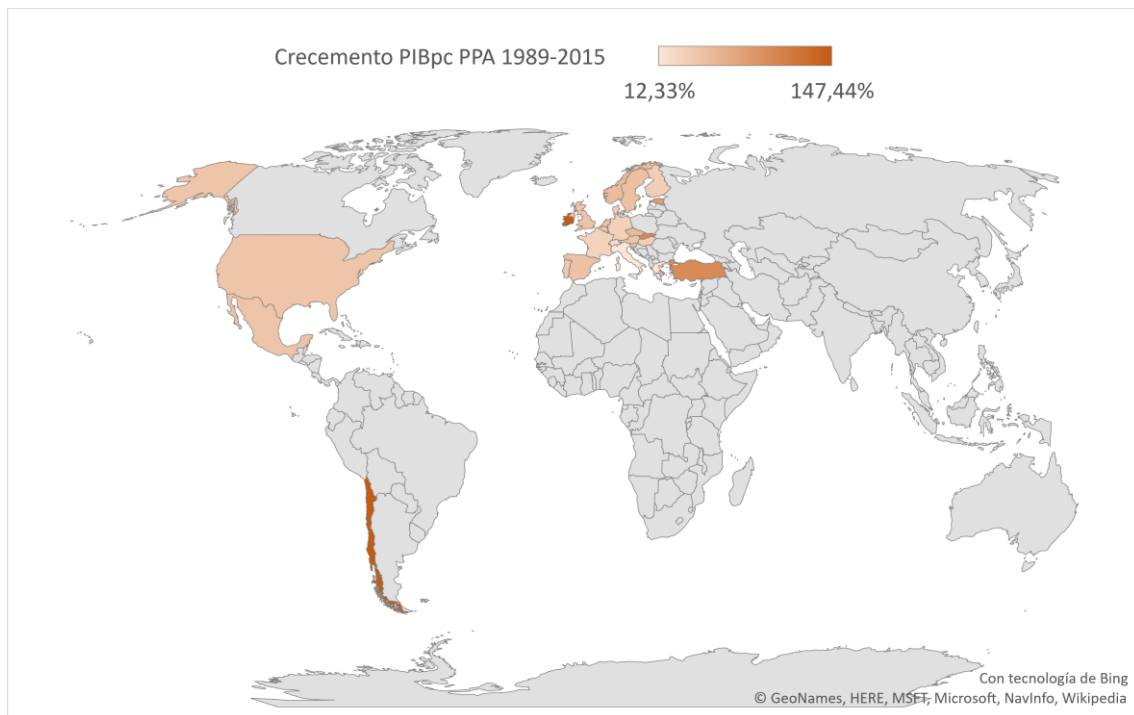 Crecemento PIBpc PPA 1989-2015
12,33% 147,44%
Con tecnología de Bing
© GeoNames, HERE, MSFT, Microsoft, NavInfo, Wikipedia